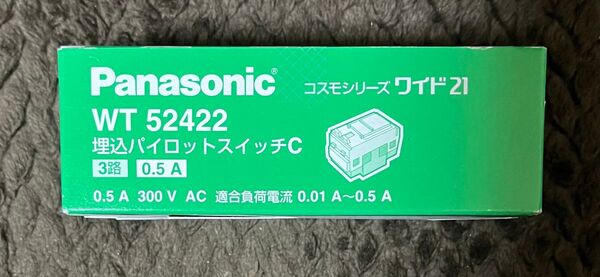 Panasonic®
コスモシリーズ ワイド21
WT 52422
埋込パイロットスイッチC
3路 0.5 A
0.5 A 300 V AC 適合負荷電流 0.01 A～0.5 A